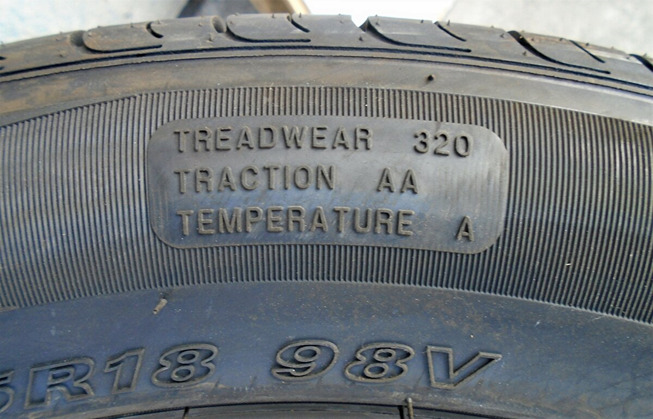 TREADWEAR 320
TRACTION AA
TEMPERATURE A
5R18 98V